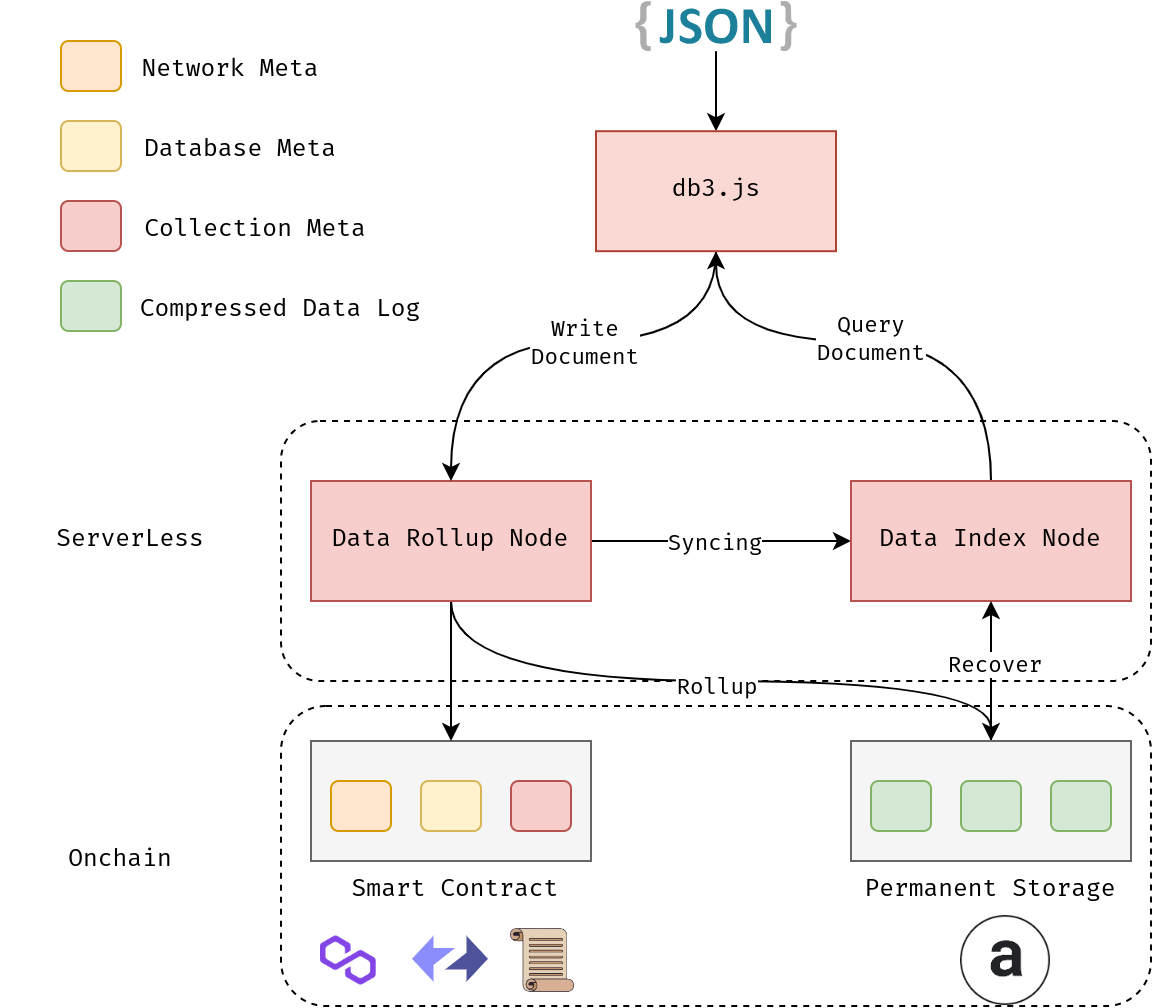 { JSON }
Network Meta
Database Meta
db3.js
Collection Meta
Compressed Data Log
Write
Document
Query
Document
ServerLess
Data Rollup Node
Syncing
Data Index Node
Recover
Rollup
Onchain
Smart Contract
Permanent Storage
a